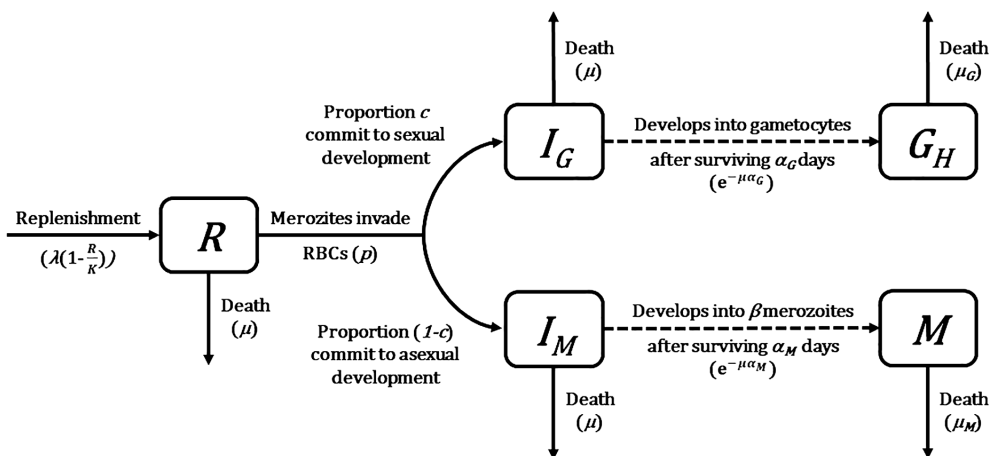 Death
(μ)
Death
(μ_G)
Proportion c
commit to sexual
development
I_G
Develops into gametocytes
after surviving α_G days
(e^{-μα_G})
G_H
Replenishment
(λ(1-R/K))
R
Merozites invade
RBCs (p)
Death
(μ)
Proportion (1-c)
commit to asexual
development
I_M
Develops into β merozoites
after surviving α_M days
(e^{-μα_M})
M
Death
(μ)
Death
(μ_M)